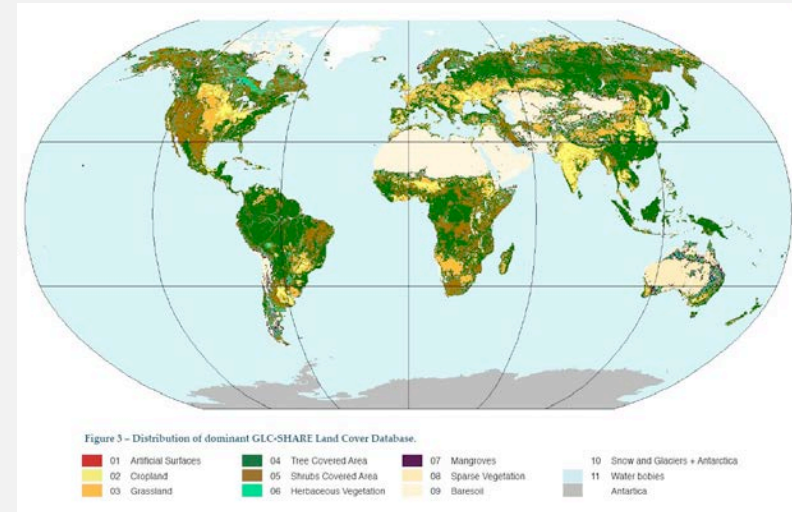 Figure 3 – Distribution of dominant GLC-SHARE Land Cover Database.
01 Artificial Surfaces
02 Cropland
03 Grassland
04 Tree Covered Area
05 Shrubs Covered Area
06 Herbaceous Vegetation
07 Mangroves
08 Sparse Vegetation
09 Baresoil
10 Snow and Glaciers + Antarctica
11 Water bobies
Antartica